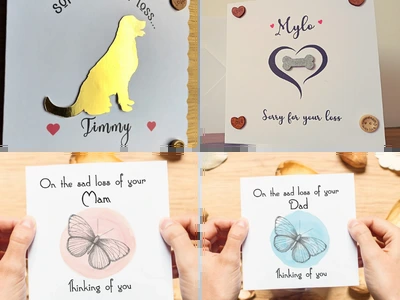 loss...
Timmy
Mylo
Sorry for your loss
On the sad loss of your
Mam
Thinking of you
On the sad loss of your
Dad
Thinking of you